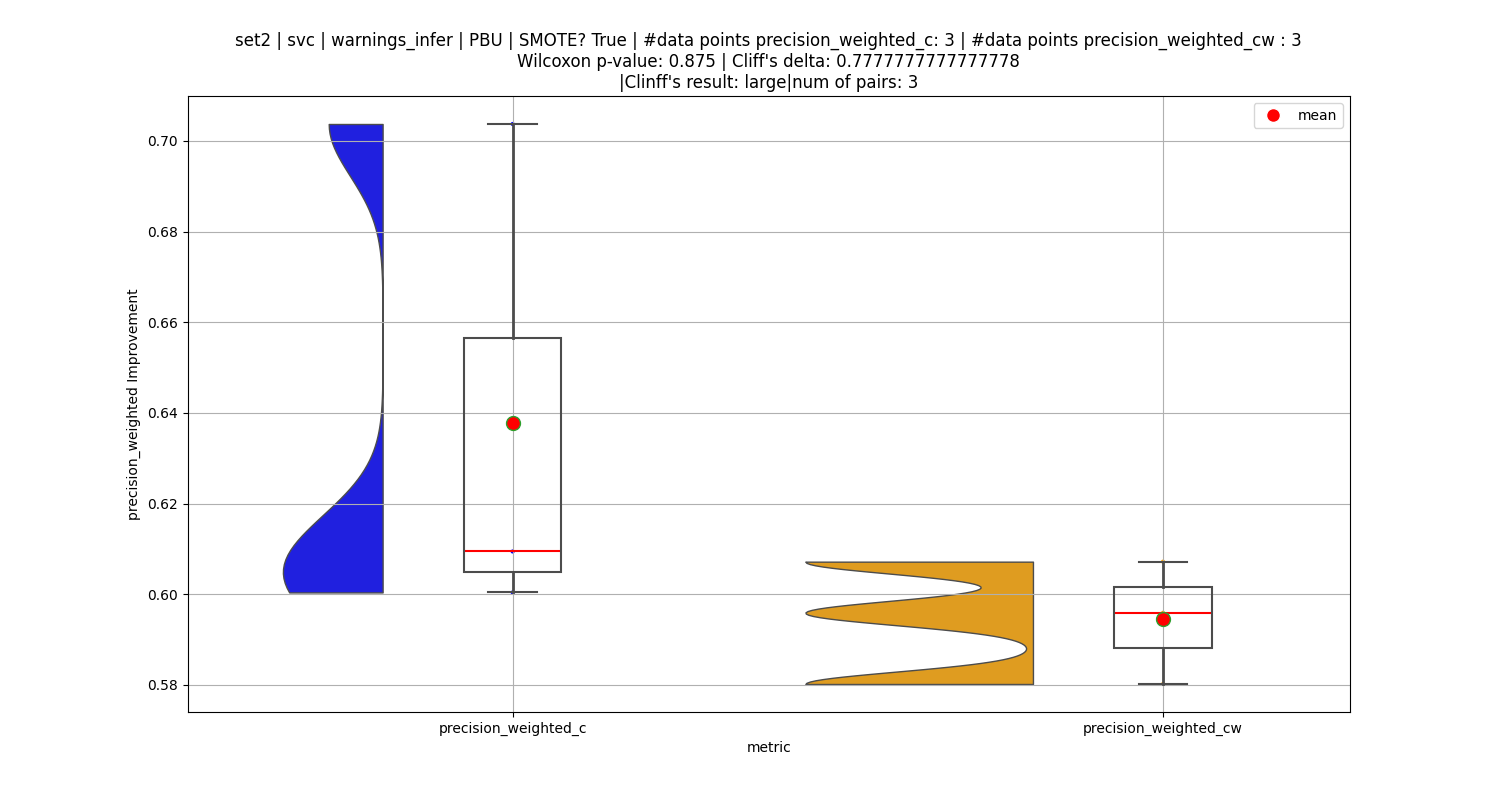 set2 | svc | warnings_infer | PBU | SMOTE? True | #data points precision_weighted_c: 3 | #data points precision_weighted_cw : 3
Wilcoxon p-value: 0.875 | Cliff's delta: 0.7777777777777778
|Clinff's result: large|num of pairs: 3
mean
0.70
0.68
0.66
0.64
0.62
0.60
0.58
precision_weighted Improvement
precision_weighted_c
precision_weighted_cw
metric